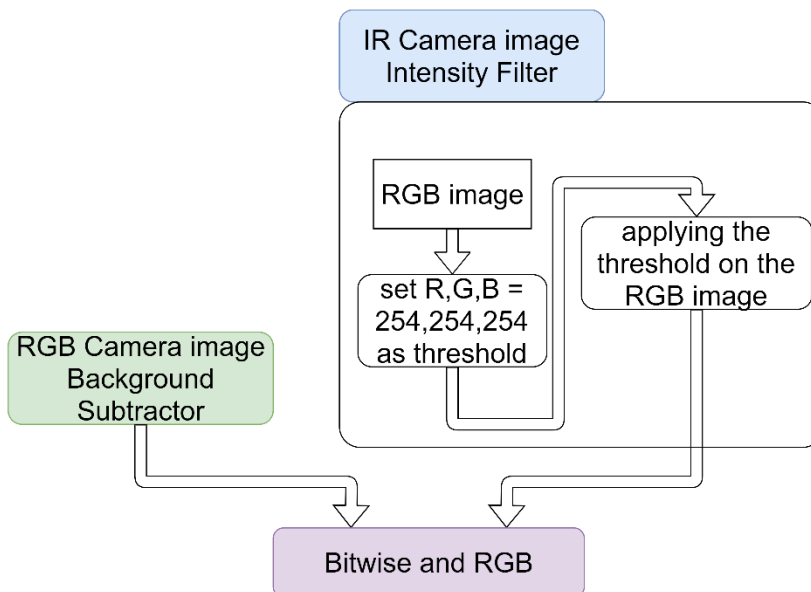 IR Camera image
Intensity Filter
RGB image
set R,G,B =
254,254,254
as threshold
applying the
threshold on the
RGB image
RGB Camera image
Background
Subtractor
Bitwise and RGB